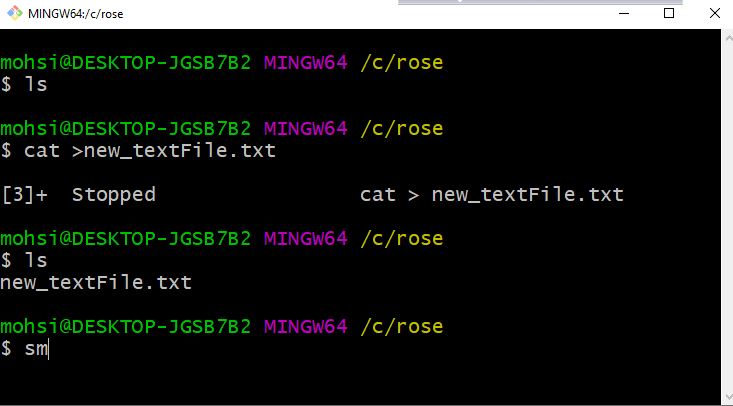 MINGW64:/c/rose
mohsi@DESKTOP-JGSB7B2 MINGW64 /c/rose
$ ls
mohsi@DESKTOP-JGSB7B2 MINGW64 /c/rose
$ cat >new_textFile.txt
[3]+  Stopped                 cat > new_textFile.txt
mohsi@DESKTOP-JGSB7B2 MINGW64 /c/rose
$ ls
new_textFile.txt
mohsi@DESKTOP-JGSB7B2 MINGW64 /c/rose
$ sm